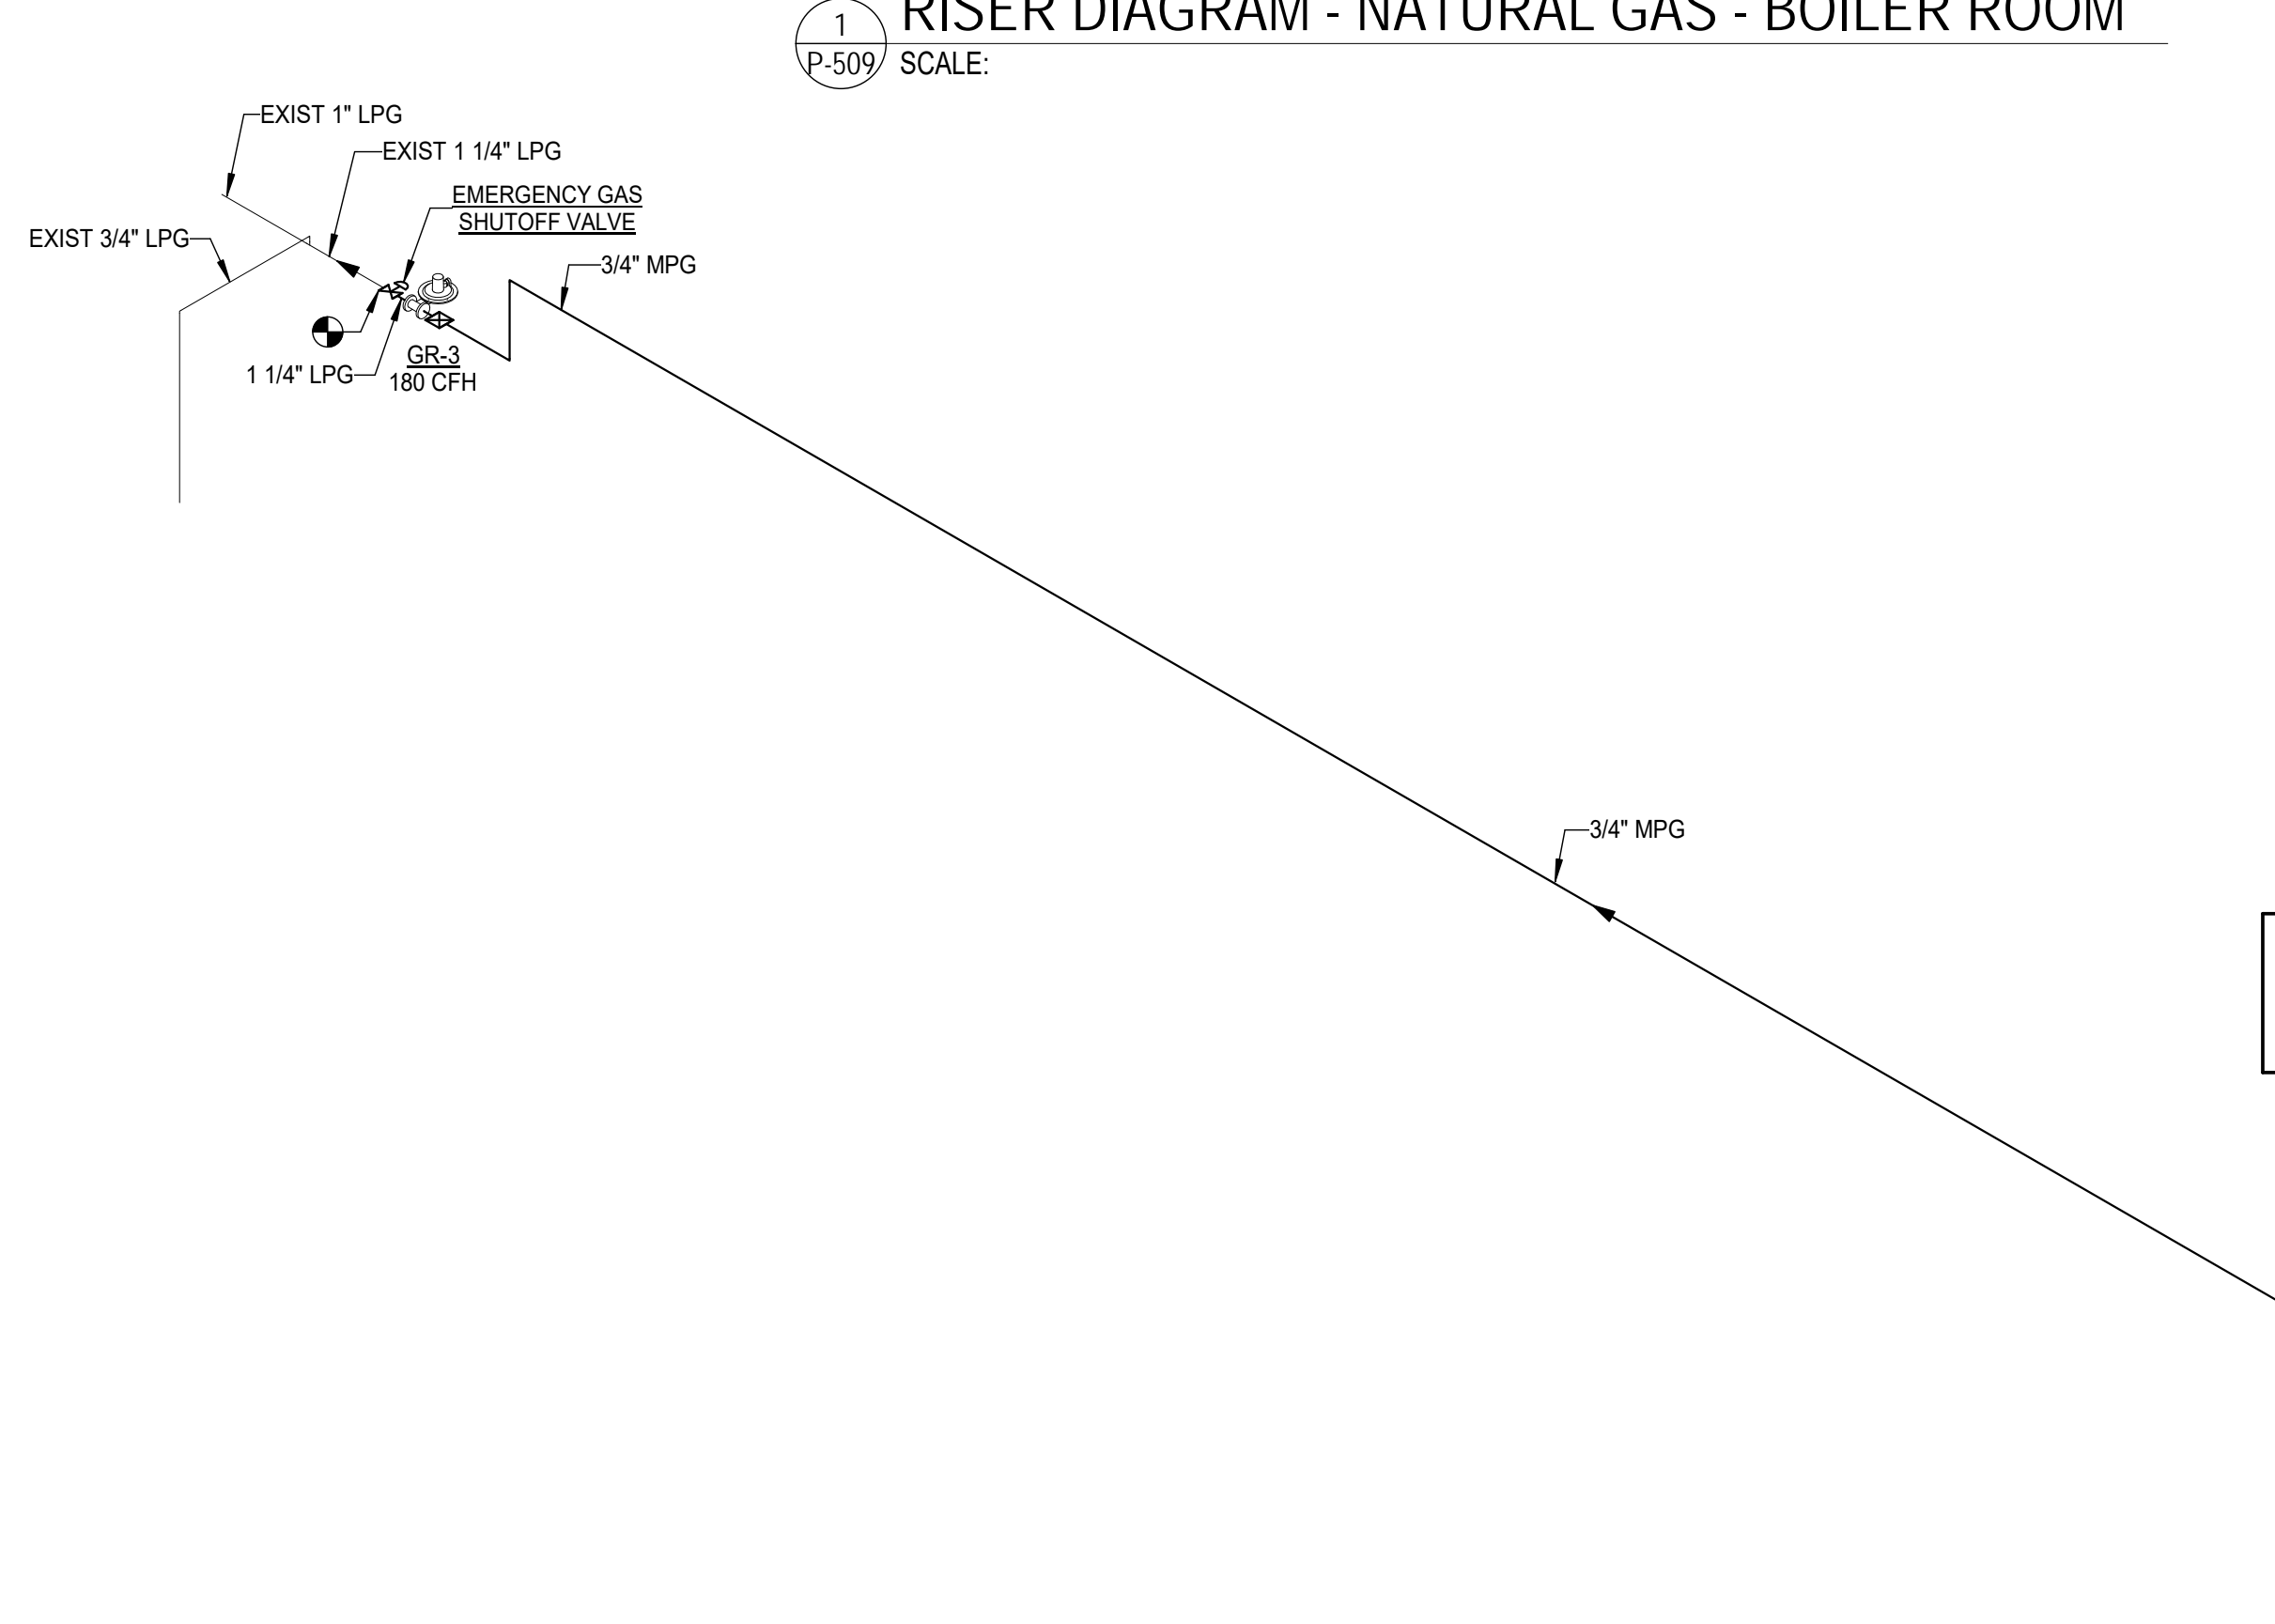 1
RISER DIAGRAM - NATURAL GAS - BOILER ROOM
P-509
SCALE:
EXIST 1" LPG
EXIST 1 1/4" LPG
EMERGENCY GAS
SHUTOFF VALVE
EXIST 3/4" LPG
3/4" MPG
GR-3
1 1/4" LPG
180 CFH
3/4" MPG